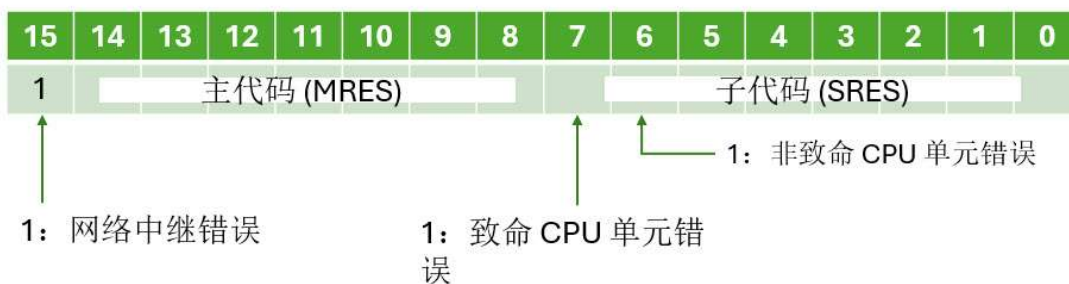 15 14 13 12 11 10 9 8 7 6 5 4 3 2 1 0
1 主代码 (MRES) 子代码 (SRES)
1：非致命 CPU 单元错误
1：网络中继错误
1：致命 CPU 单元错
误